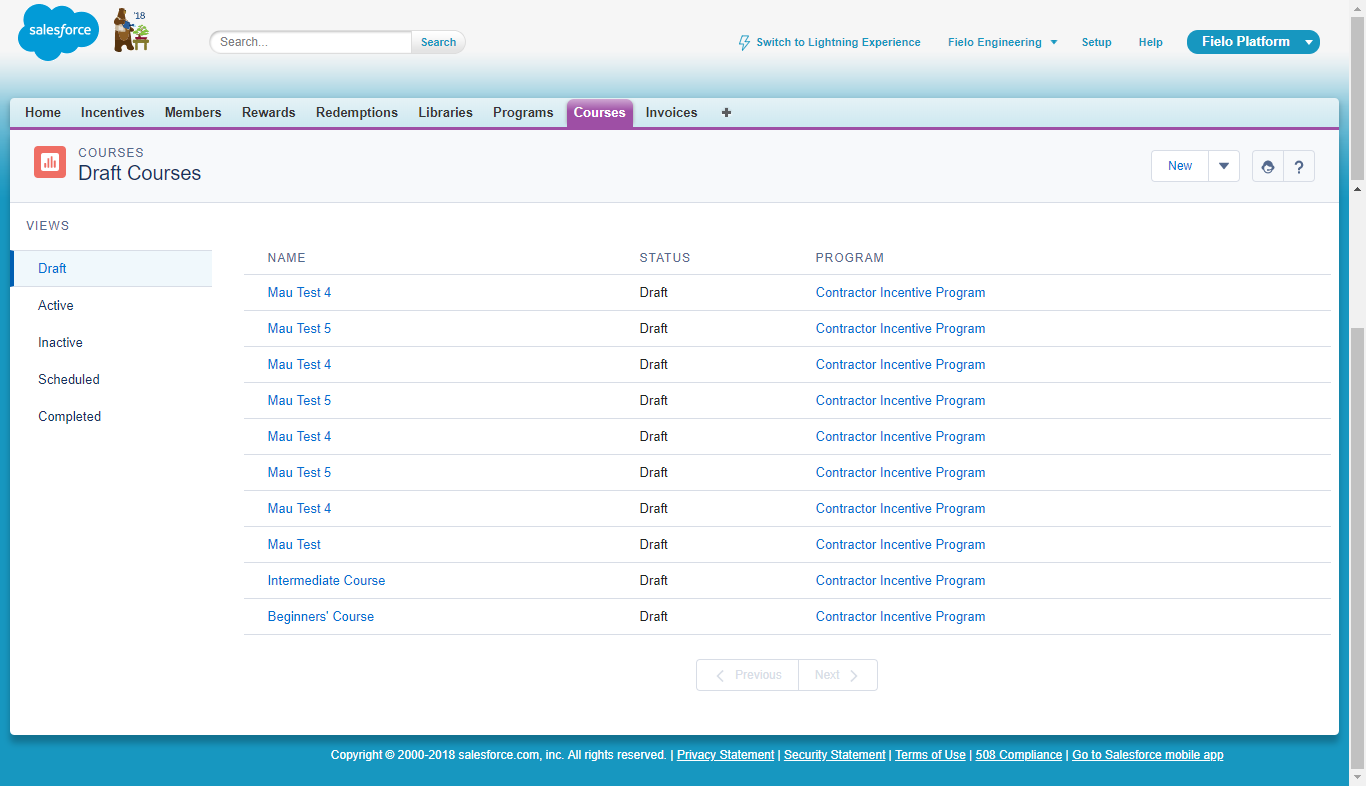 salesforce
'18
Search...
Search
Switch to Lightning Experience
Fielo Engineering
Setup
Help
Fielo Platform
Home Incentives Members Rewards Redemptions Libraries Programs Courses Invoices +
COURSES
Draft Courses
New
?
VIEWS
Draft
Active
Inactive
Scheduled
Completed
NAME STATUS PROGRAM
Mau Test 4 Draft Contractor Incentive Program
Mau Test 5 Draft Contractor Incentive Program
Mau Test 4 Draft Contractor Incentive Program
Mau Test 5 Draft Contractor Incentive Program
Mau Test 4 Draft Contractor Incentive Program
Mau Test 5 Draft Contractor Incentive Program
Mau Test 4 Draft Contractor Incentive Program
Mau Test Draft Contractor Incentive Program
Intermediate Course Draft Contractor Incentive Program
Beginners' Course Draft Contractor Incentive Program
Previous Next
Copyright © 2000-2018 salesforce.com, inc. All rights reserved. | Privacy Statement | Security Statement | Terms of Use | 508 Compliance | Go to Salesforce mobile app